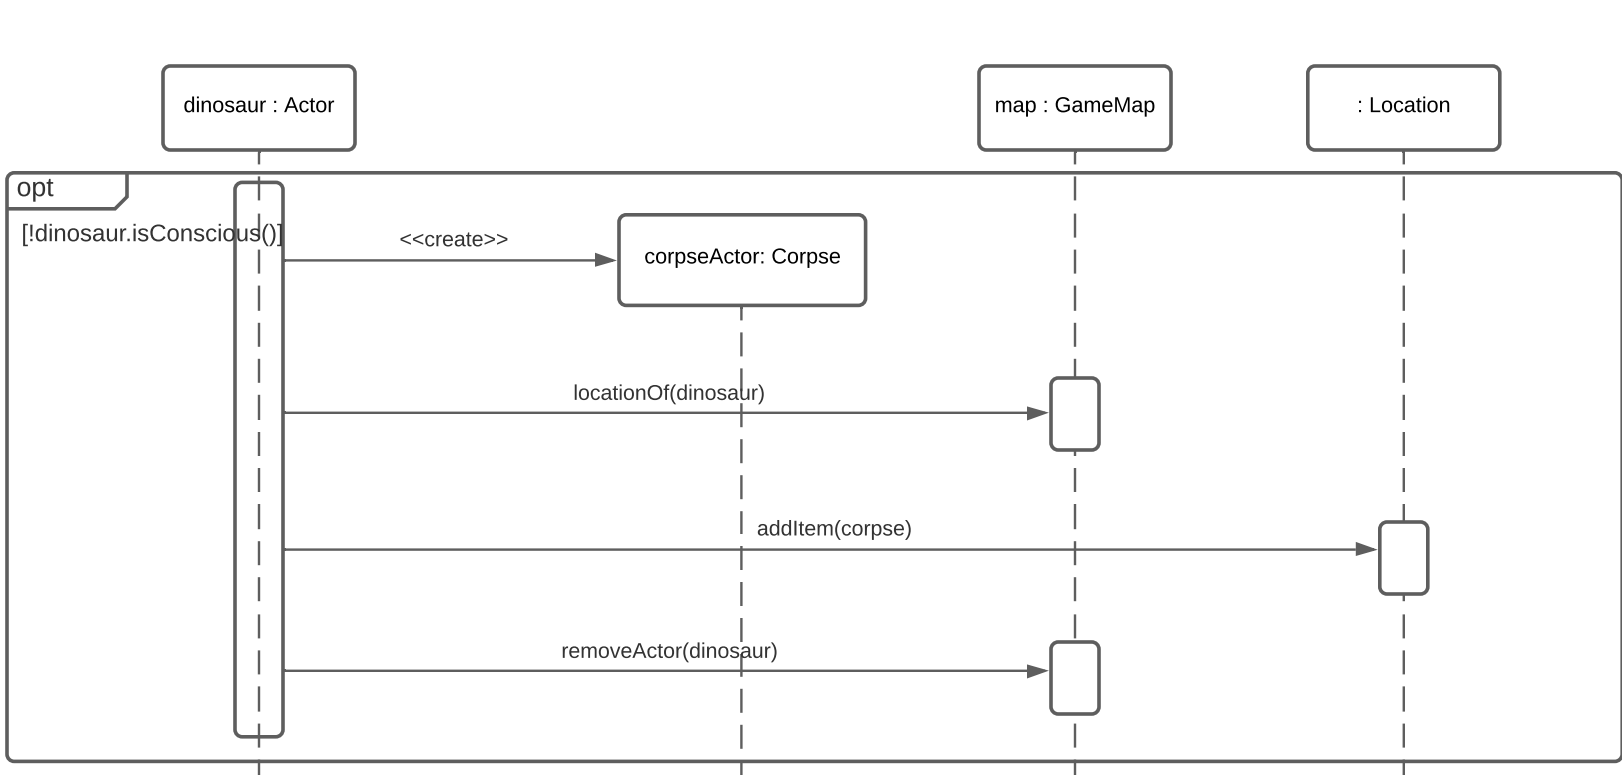 dinosaur : Actor
map : GameMap
: Location
opt
[!dinosaur.isConscious()]
<<create>>
corpseActor: Corpse
locationOf(dinosaur)
addItem(corpse)
removeActor(dinosaur)